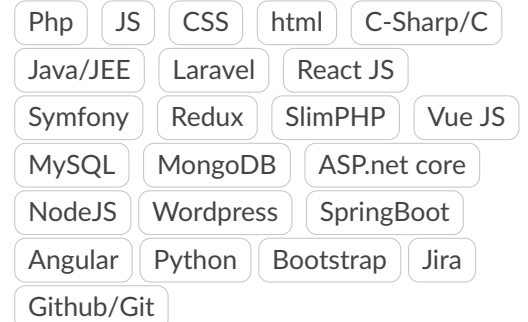 Php JS CSS html C-Sharp/C
Java/JEE Laravel React JS
Symfony Redux SlimPHP Vue JS
MySQL MongoDB ASP.net core
NodeJS Wordpress SpringBoot
Angular Python Bootstrap Jira
Github/Git